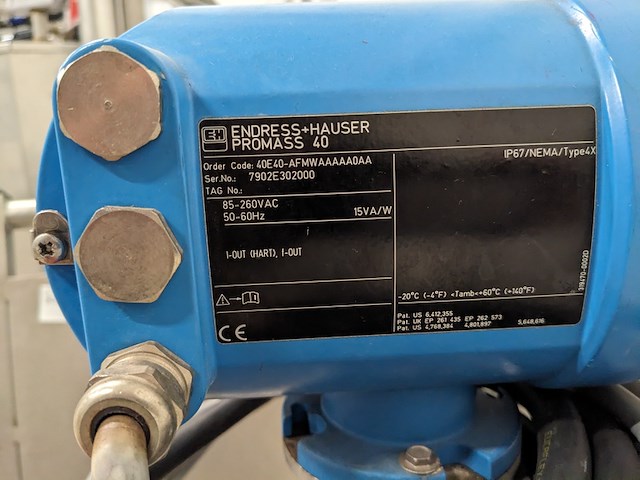 E+H ENDRESS+HAUSER
PROMASS 40
IP67/NEMA/Type4X
Order Code: 40E40-AFMWAAAAA0AA
Ser.No.: 7902E302000
TAG No.:
85-260VAC
50-60Hz 15VA/W
I-OUT (HART), I-OUT
-20°C (-4°F) <Tamb<+60°C (+140°F)
Pat. US 6,412,355
Pat. UK EP 261 435 EP 262 573
Pat. US 4,768,384 4,801,897 5,648,616
319470-0002D
CE